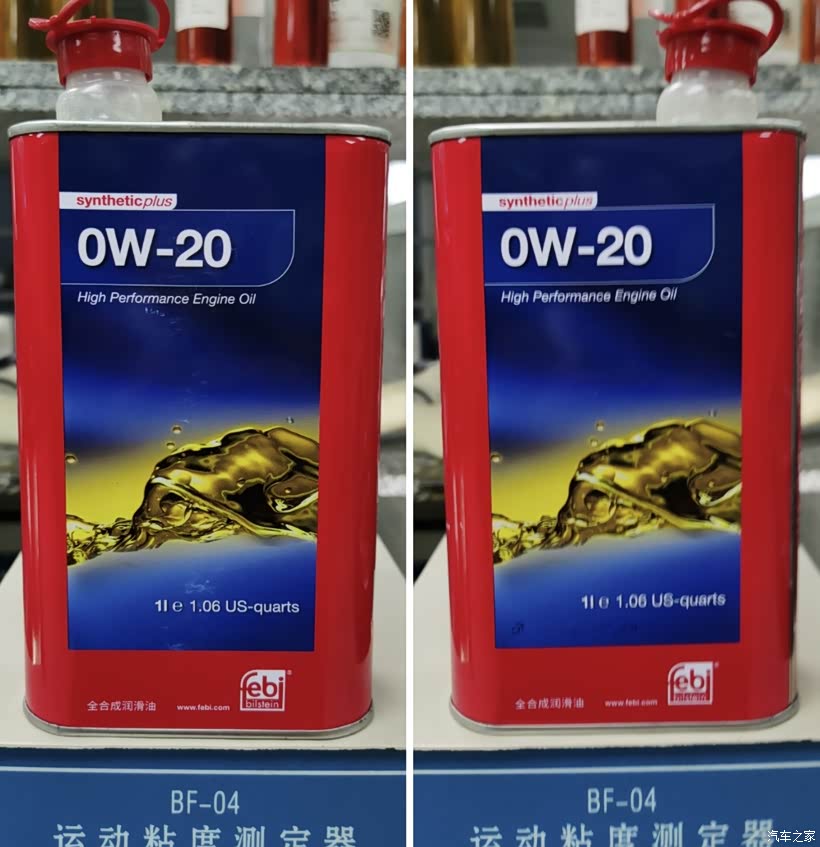 syntheticplus
0W-20
High Performance Engine Oil
1l e 1.06 US-quarts
全合成润滑油 www.febi.com
febi
bilstein
BF-04
运动粘度测定器
syntheticplus
0W-20
High Performance Engine Oil
1l e 1.06 US-quarts
全合成润滑油 www.febi.com
febi
bilstein
BF-04
运动粘度测定器
汽车之家